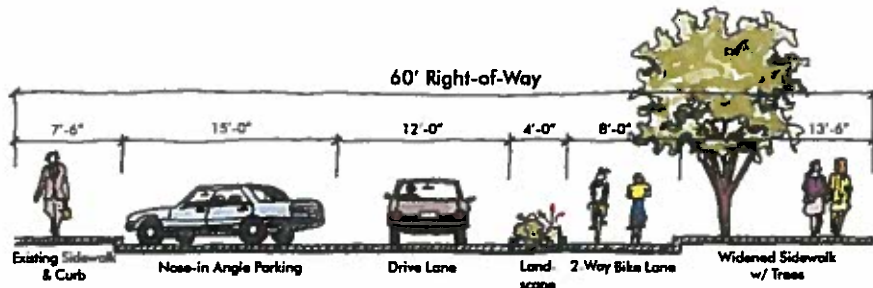 60' Right-of-Way
7'-6" 15'-0" 12'-0" 4'-0" 8'-0" 13'-6"
Existing Sidewalk Nose-in Angle Parking Drive Lane Land- 2-Way Bike Lane Widened Sidewalk
& Curb scape w/ Trees